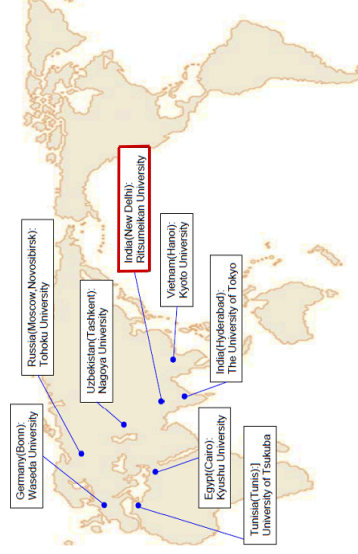 Germany(Bonn):
Waseda University
Russia(Moscow,Novosibirsk):
Tohoku University
Uzbekistan(Tashkent):
Nagoya University
India(New Delhi):
Ritsumeikan University
Vietnam(Hanoi):
Kyoto University
India(Hyderabad):
The University of Tokyo
Egypt(Cairo):
Kyushu University
Tunisia(Tunis):]
University of Tsukuba